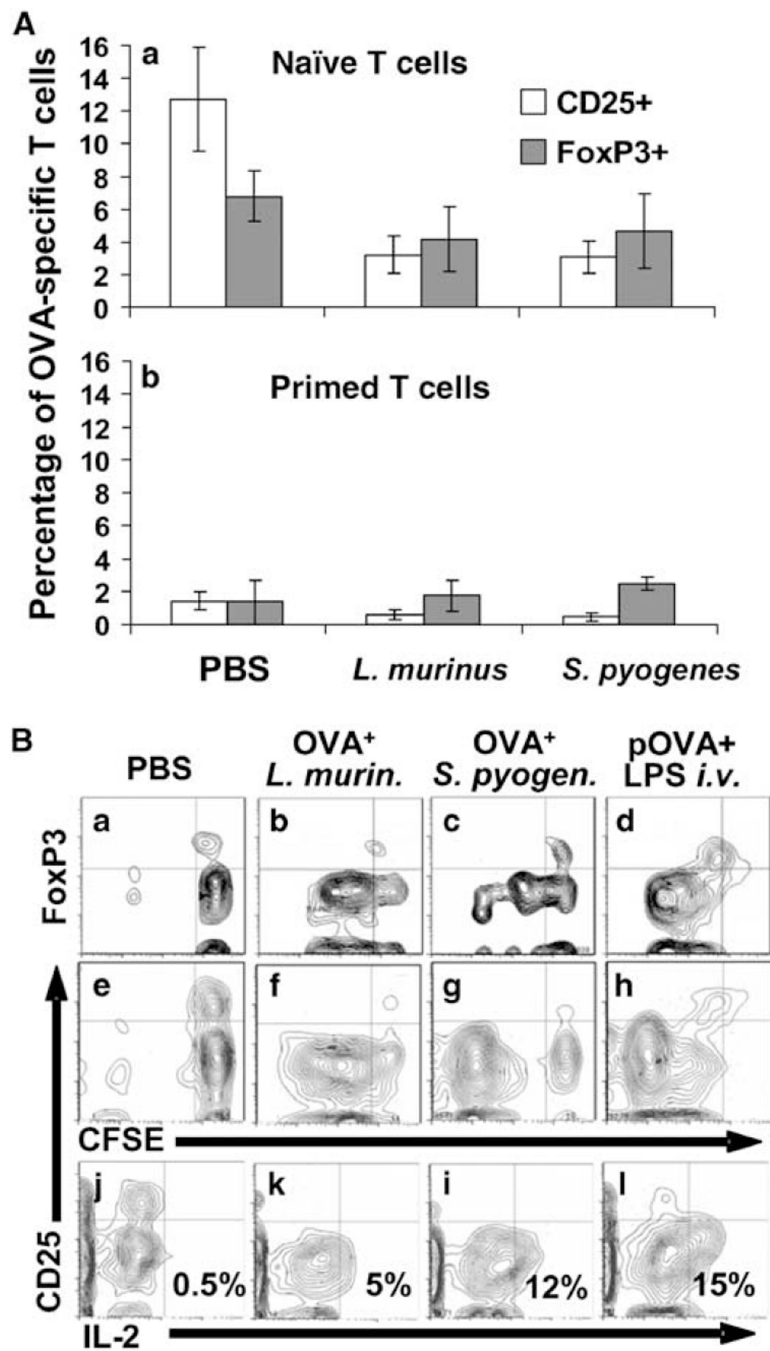 A
a
Naïve T cells
CD25+
FoxP3+
Percentage of OVA-specific T cells
16
14
12
10
8
6
4
2
0
b
Primed T cells
16
14
12
10
8
6
4
2
0
PBS
L. murinus
S. pyogenes
B
PBS
OVA+ L. murin.
OVA+ S. pyogen.
pOVA+ LPS i.v.
FoxP3
a
b
c
d
e
f
g
h
CFSE
CD25
j
k
i
l
0.5%
5%
12%
15%
IL-2